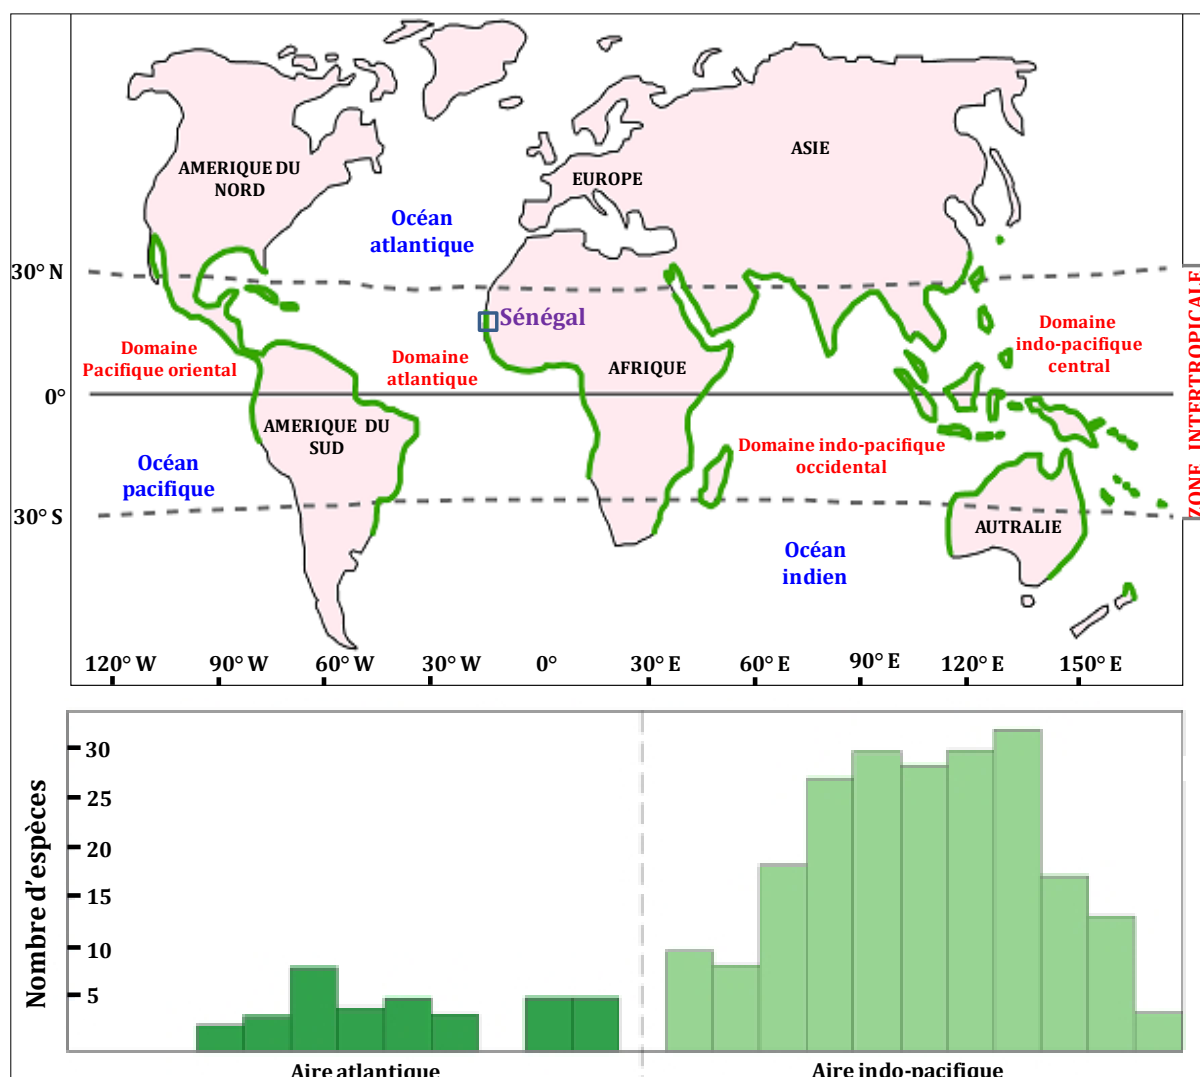 ASIE
AMERIQUE DU
NORD
EUROPE
Océan
atlantique
30° N
Sénégal
Domaine
indo-pacifique
central
Domaine
Pacifique oriental
Domaine
atlantique
AFRIQUE
ZONE INTERTROPICALE
0°
AMERIQUE DU
SUD
Domaine indo-pacifique
occidental
Océan
pacifique
30° S
AUTRALIE
Océan
indien
120° W 90° W 60° W 30° W 0° 30° E 60° E 90° E 120° E 150° E
Nombre d'espèces
30
25
20
15
10
5
Aire atlantique
Aire indo-pacifique